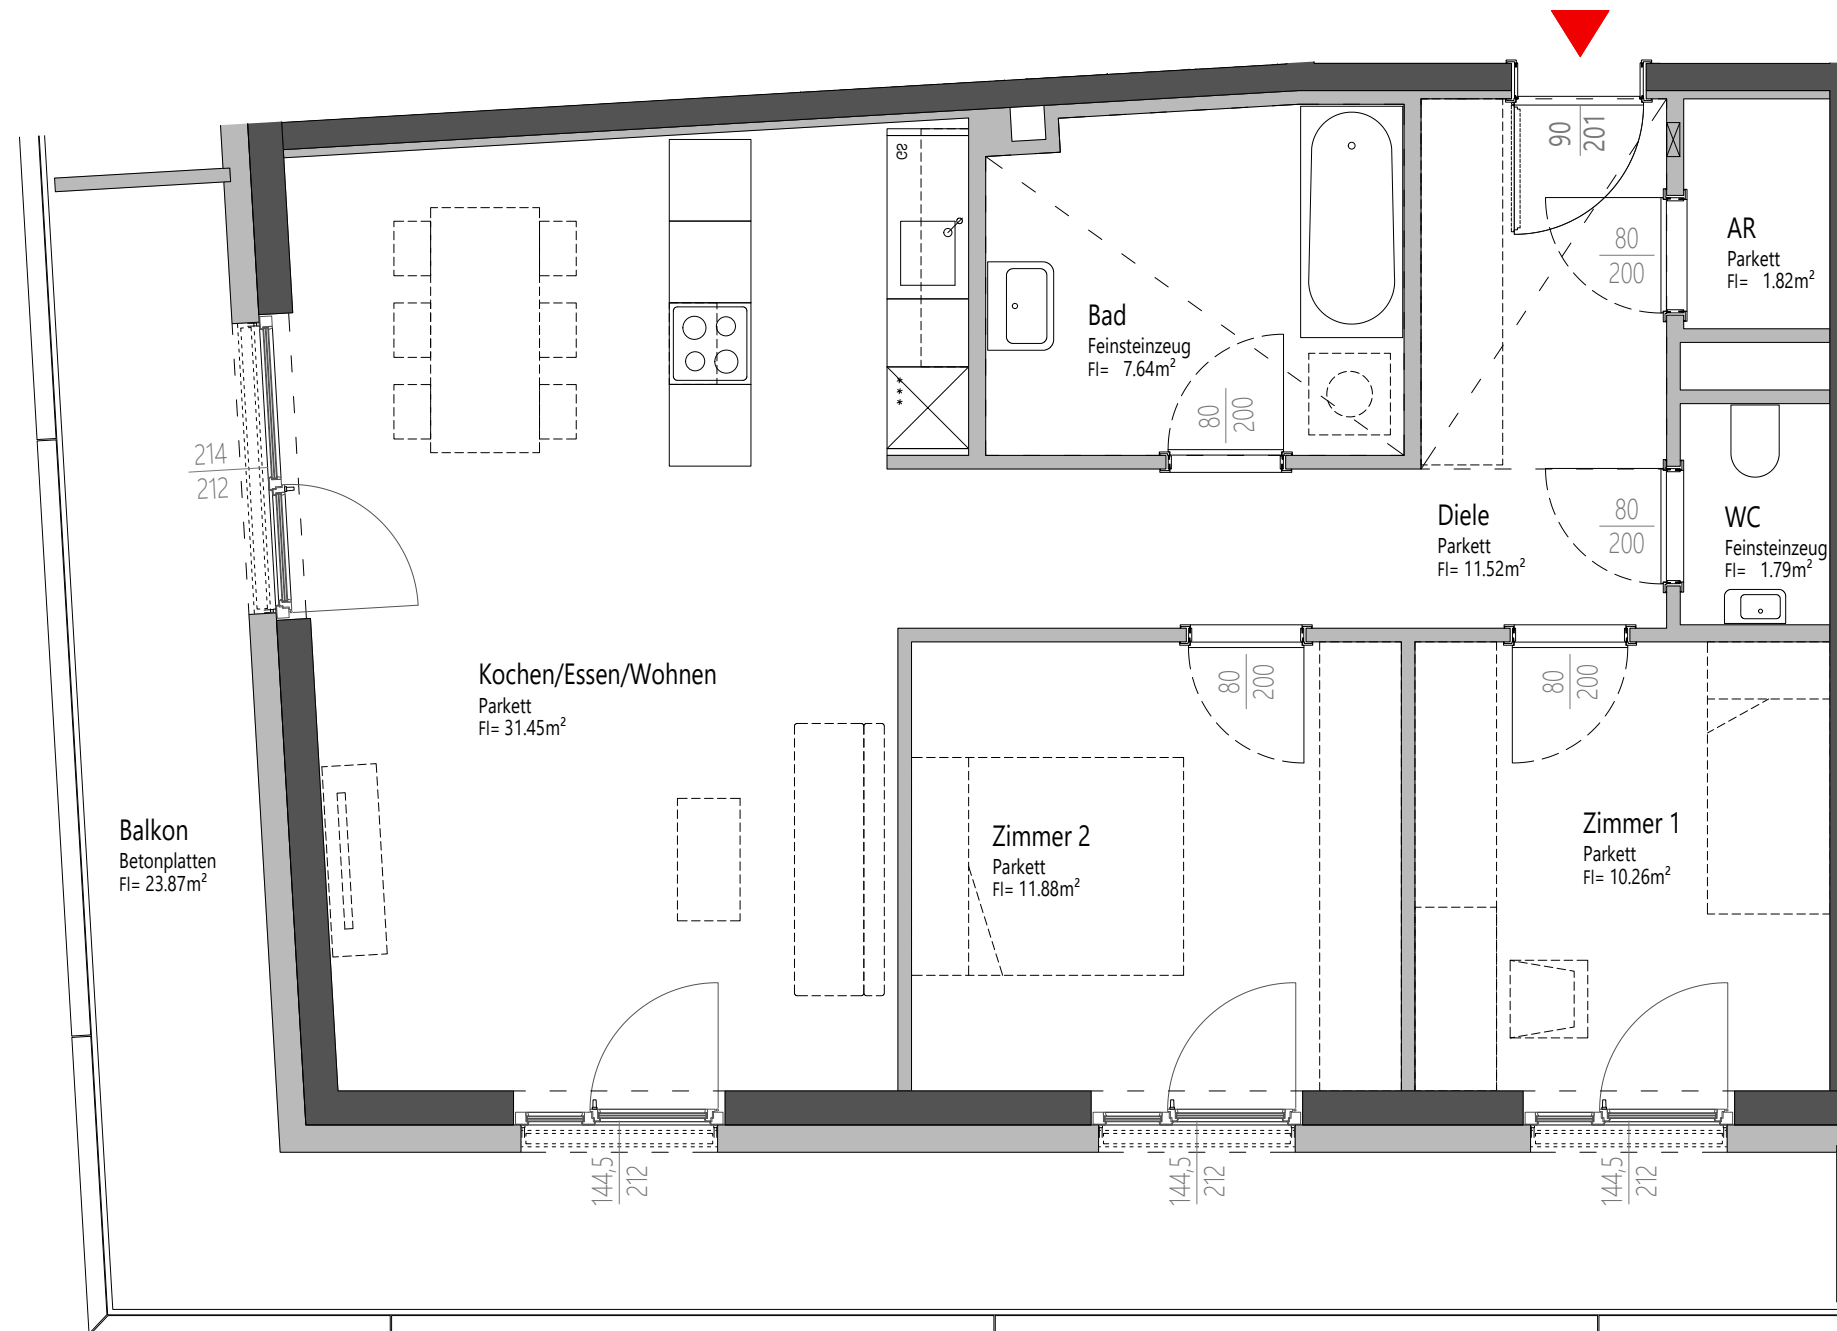 90
201
GS
80
200
AR
Parkett
Fl= 1.82m²
Bad
Feinsteinzeug
Fl= 7.64m²
***
80
200
214
212
Diele
Parkett
Fl= 11.52m²
80
200
WC
Feinsteinzeug
Fl= 1.79m²
Kochen/Essen/Wohnen
Parkett
Fl= 31.45m²
80
200
80
200
Balkon
Betonplatten
Fl= 23.87m²
Zimmer 2
Parkett
Fl= 11.88m²
Zimmer 1
Parkett
Fl= 10.26m²
144,5
212
144,5
212
144,5
212